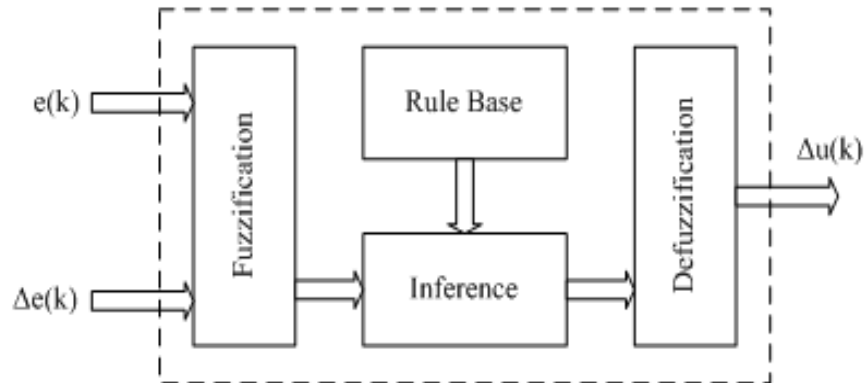 e(k)
Δe(k)
Fuzzification
Rule Base
Inference
Defuzzification
Δu(k)